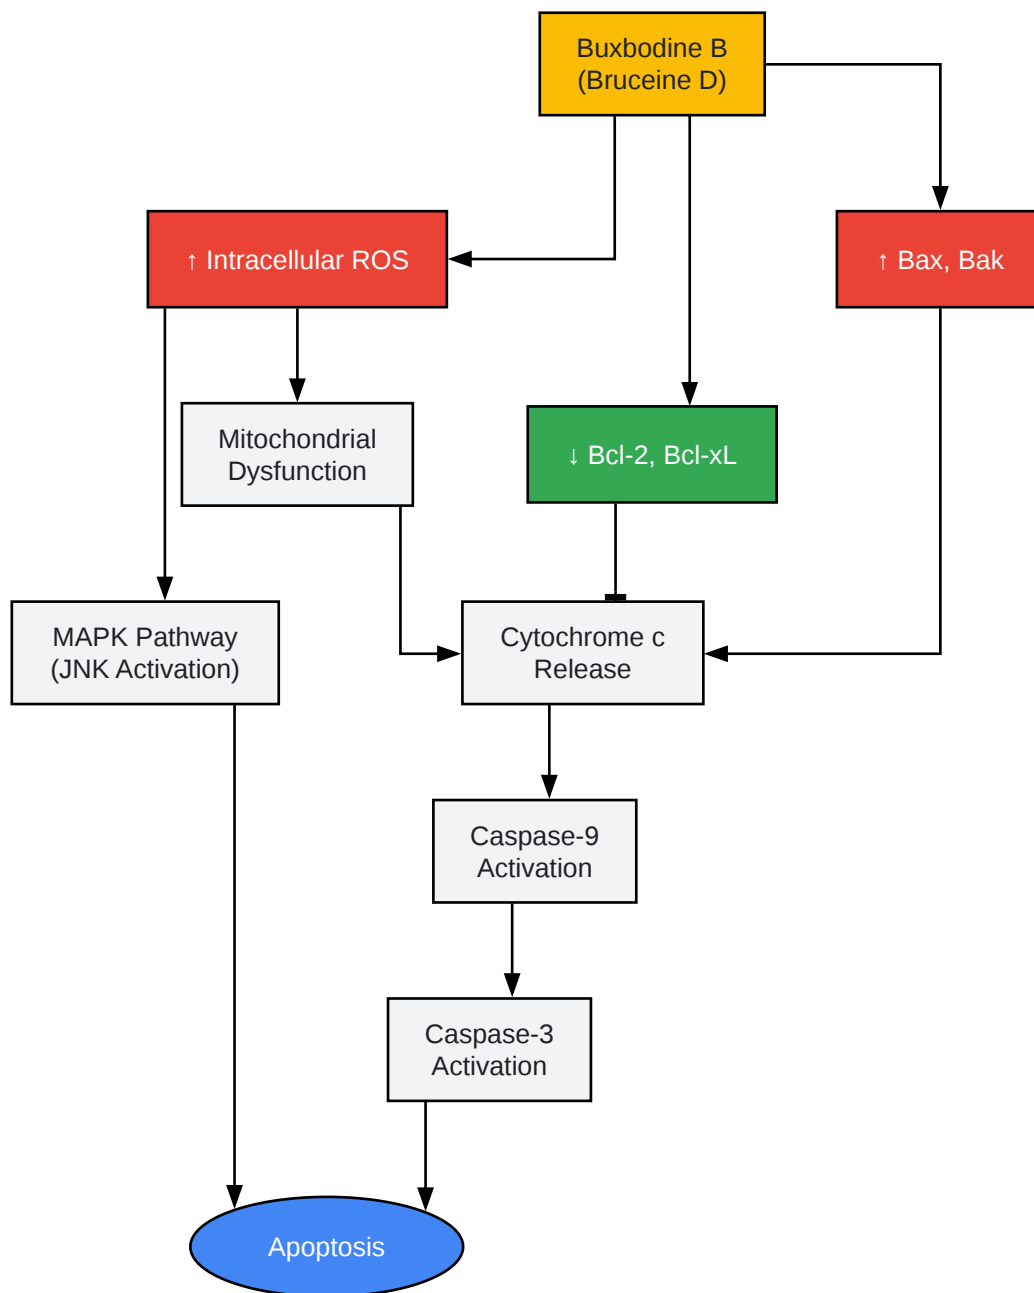 Buxbodine B
(Bruceine D)
↑ Intracellular ROS
↑ Bax, Bak
Mitochondrial
Dysfunction
↓ Bcl-2, Bcl-xL
MAPK Pathway
(JNK Activation)
Cytochrome c
Release
Caspase-9
Activation
Caspase-3
Activation
Apoptosis